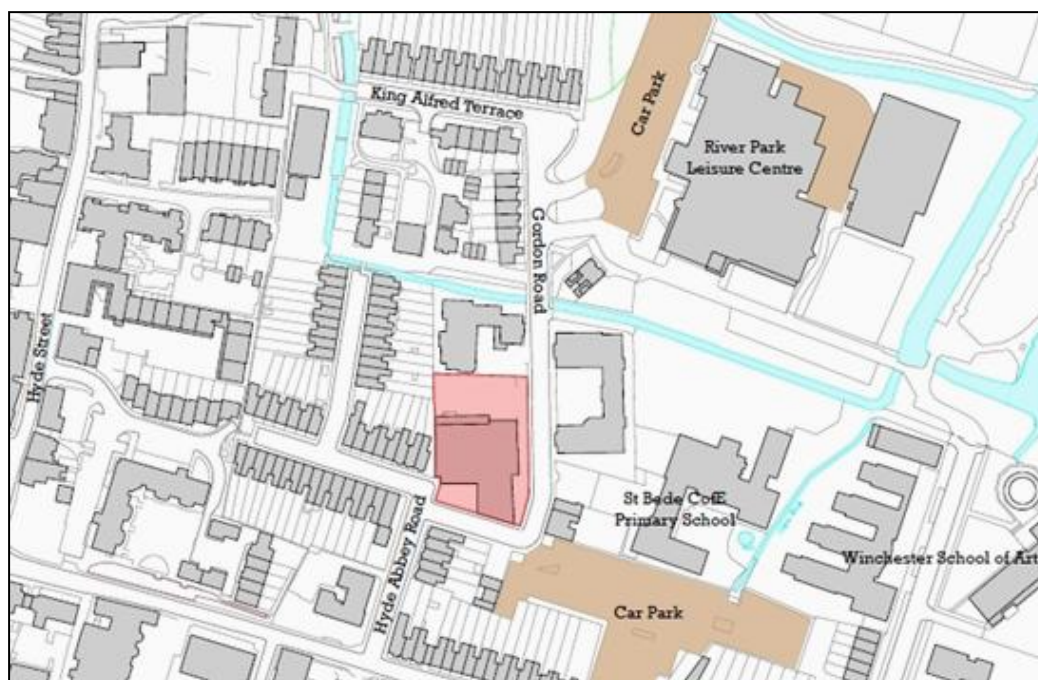 King Alfred Terrace
Car Park
River Park
Leisure Centre
Gordon Road
Hyde Street
Hyde Abbey Road
St Bede CofE
Primary School
Winchester School of Art
Car Park